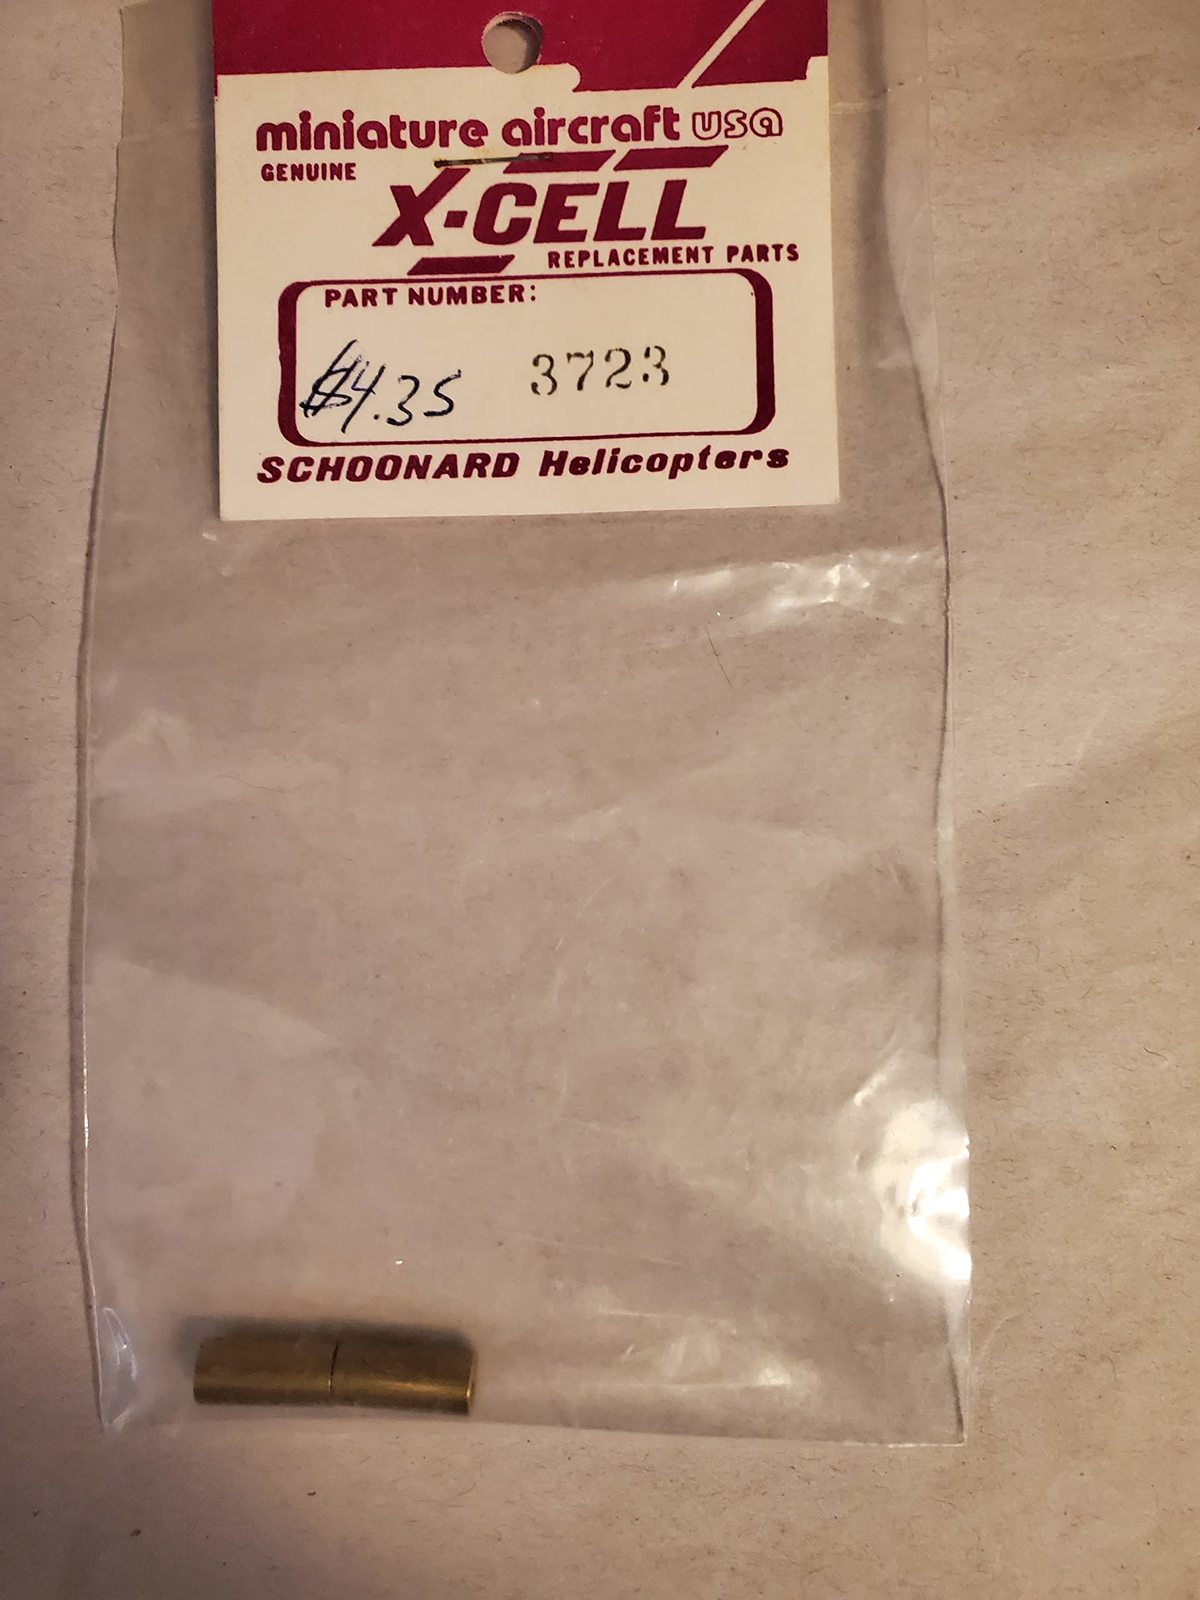 miniature aircraft USA
GENUINE
X-CELL
REPLACEMENT PARTS
PART NUMBER:
$4.35 3723
SCHOONARD Helicopters